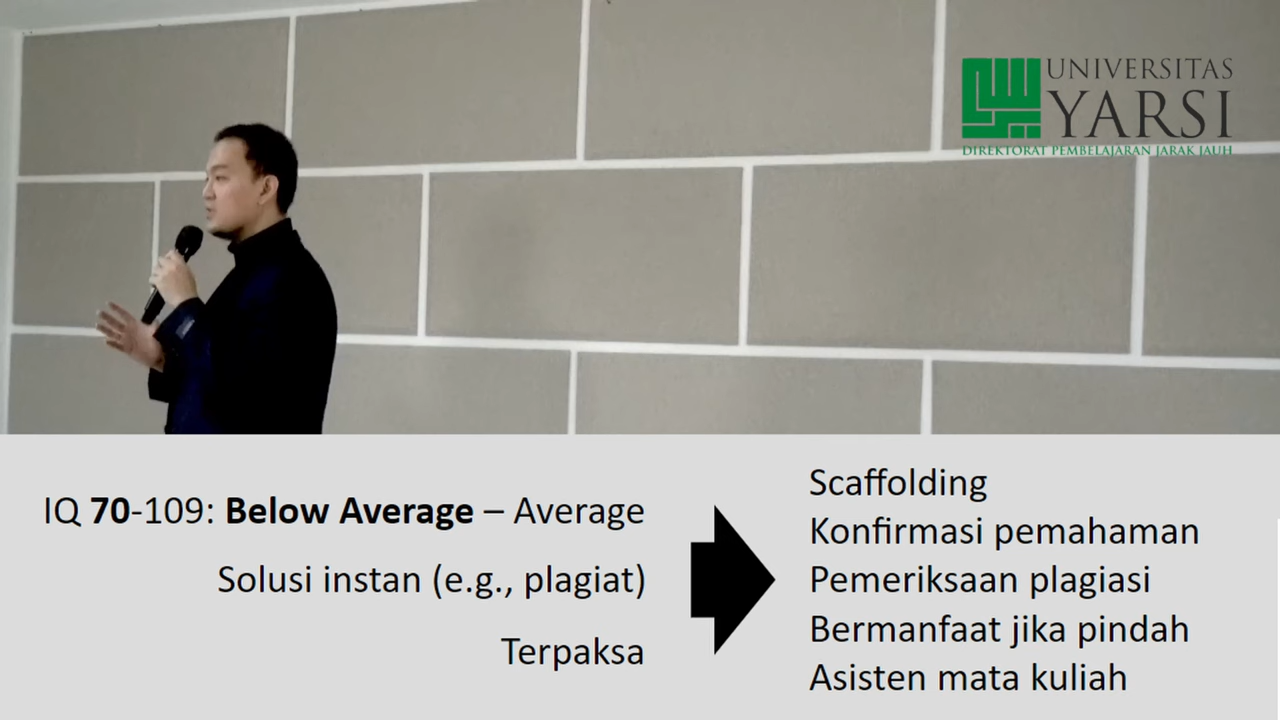 UNIVERSITAS
YARSI
DIREKTORAT PEMBELAJARAN JARAK JAUH
IQ 70-109: Below Average – Average
Solusi instan (e.g., plagiat)
Terpaksa
Scaffolding
Konfirmasi pemahaman
Pemeriksaan plagiasi
Bermanfaat jika pindah
Asisten mata kuliah